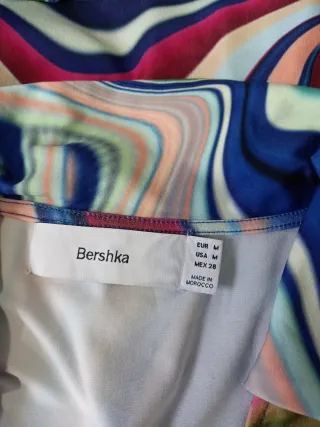 Bershka
EUR M
USA M
MEX 28
MADE IN
MOROCCO